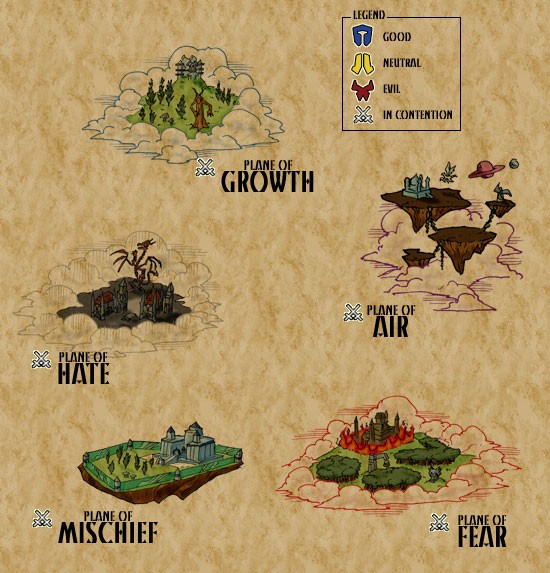 LEGEND
GOOD
NEUTRAL
EVIL
IN CONTENTION
PLANE OF
GROWTH
PLANE OF
AIR
PLANE OF
HATE
PLANE OF
MISCHIEF
PLANE OF
FEAR